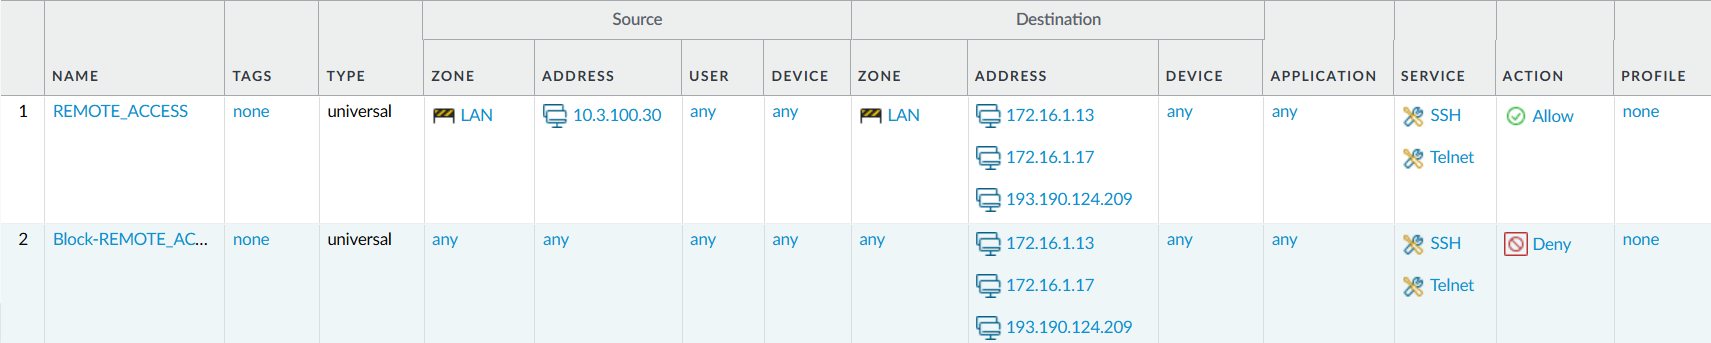 Source Destination
NAME TAGS TYPE ZONE ADDRESS USER DEVICE ZONE ADDRESS DEVICE APPLICATION SERVICE ACTION PROFILE
1 REMOTE_ACCESS none universal LAN 10.3.100.30 any any LAN 172.16.1.13 any any SSH Allow none
172.16.1.17 Telnet
193.190.124.209
2 Block-REMOTE_AC... none universal any any any any any 172.16.1.13 any any SSH Deny none
172.16.1.17 Telnet
193.190.124.209